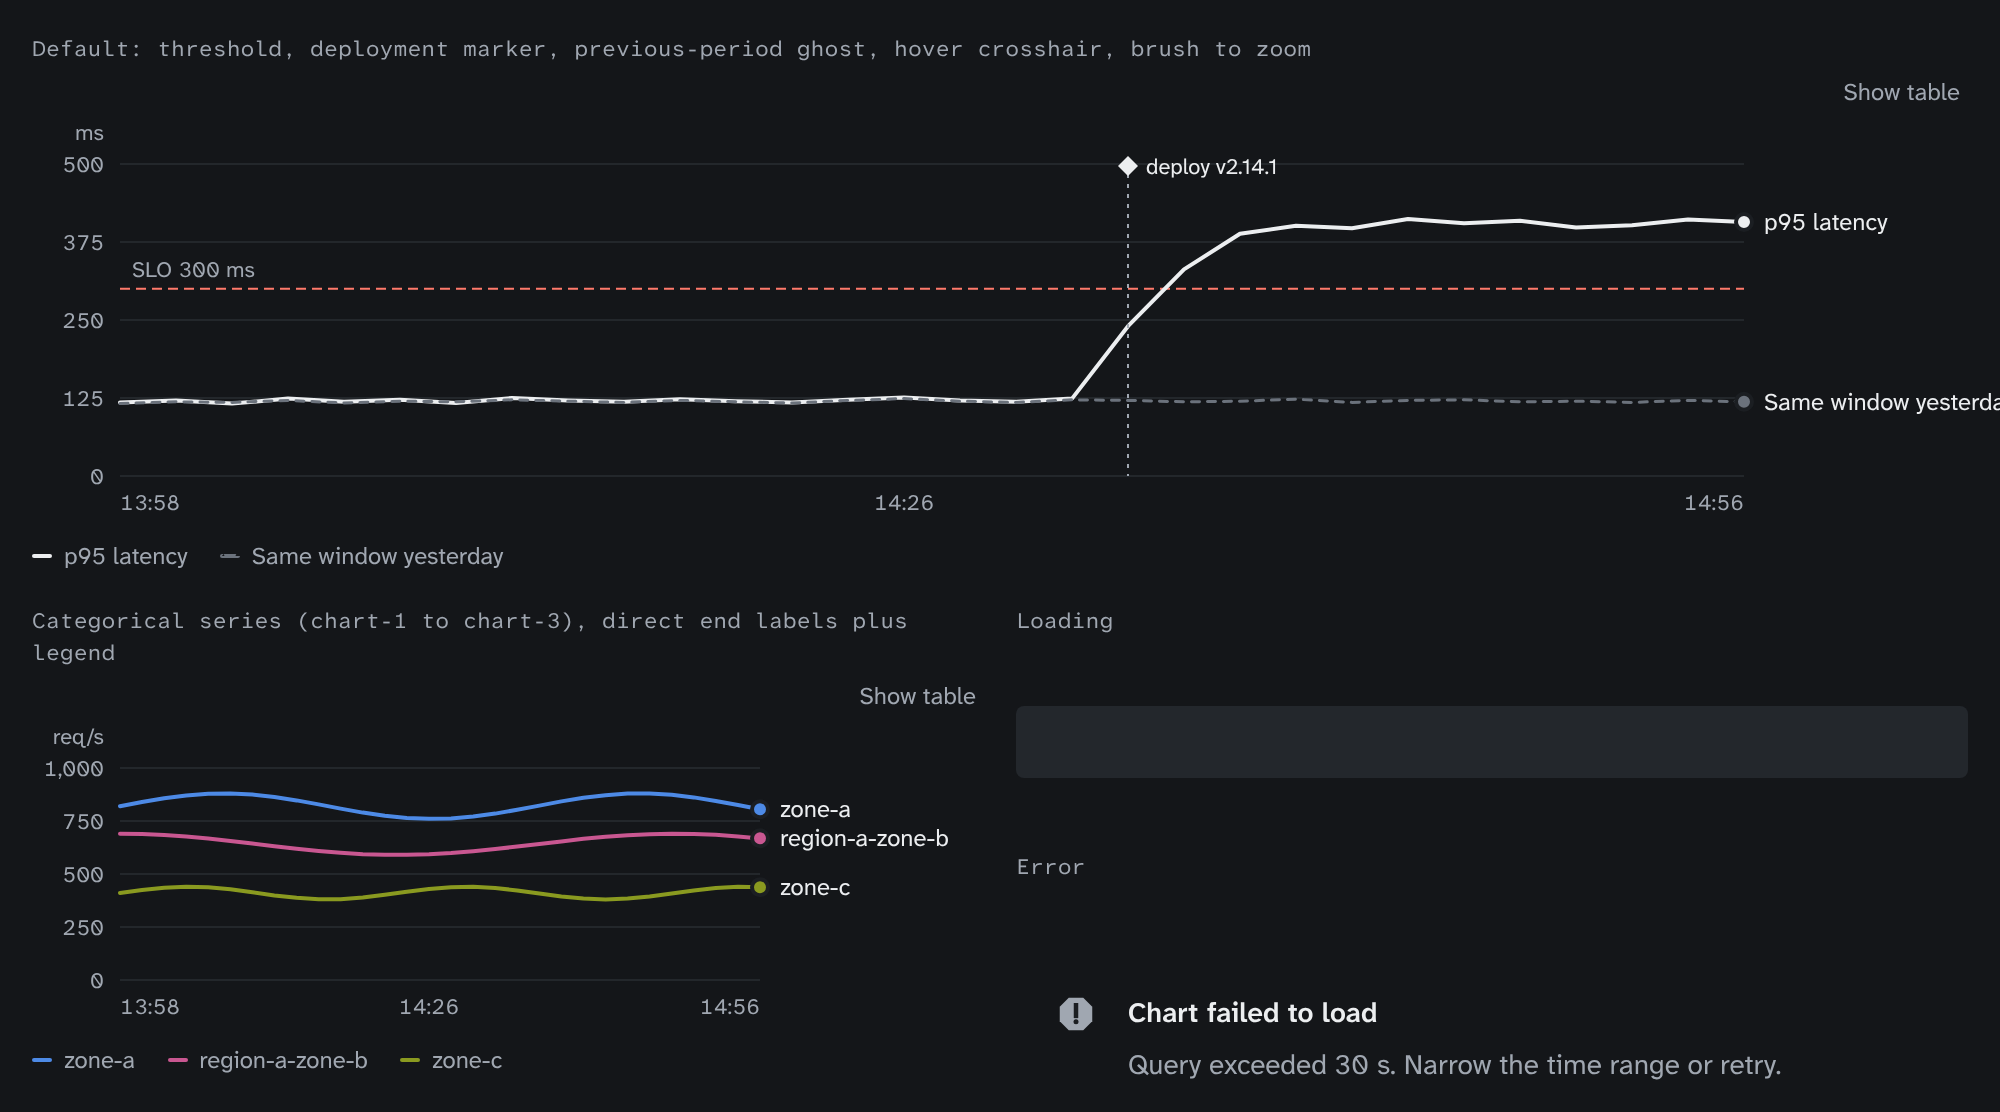 Default: threshold, deployment marker, previous-period ghost, hover crosshair, brush to zoom
Show table
ms
500
deploy v2.14.1
p95 latency
375
SLO 300 ms
250
125
Same window yesterda
0
13:58
14:26
14:56
p95 latency
Same window yesterday
Categorical series (chart-1 to chart-3), direct end labels plus
legend
Show table
req/s
1,000
zone-a
750
region-a-zone-b
500
zone-c
250
0
13:58
14:26
14:56
zone-a
region-a-zone-b
zone-c
Loading
Error
Chart failed to load
Query exceeded 30 s. Narrow the time range or retry.